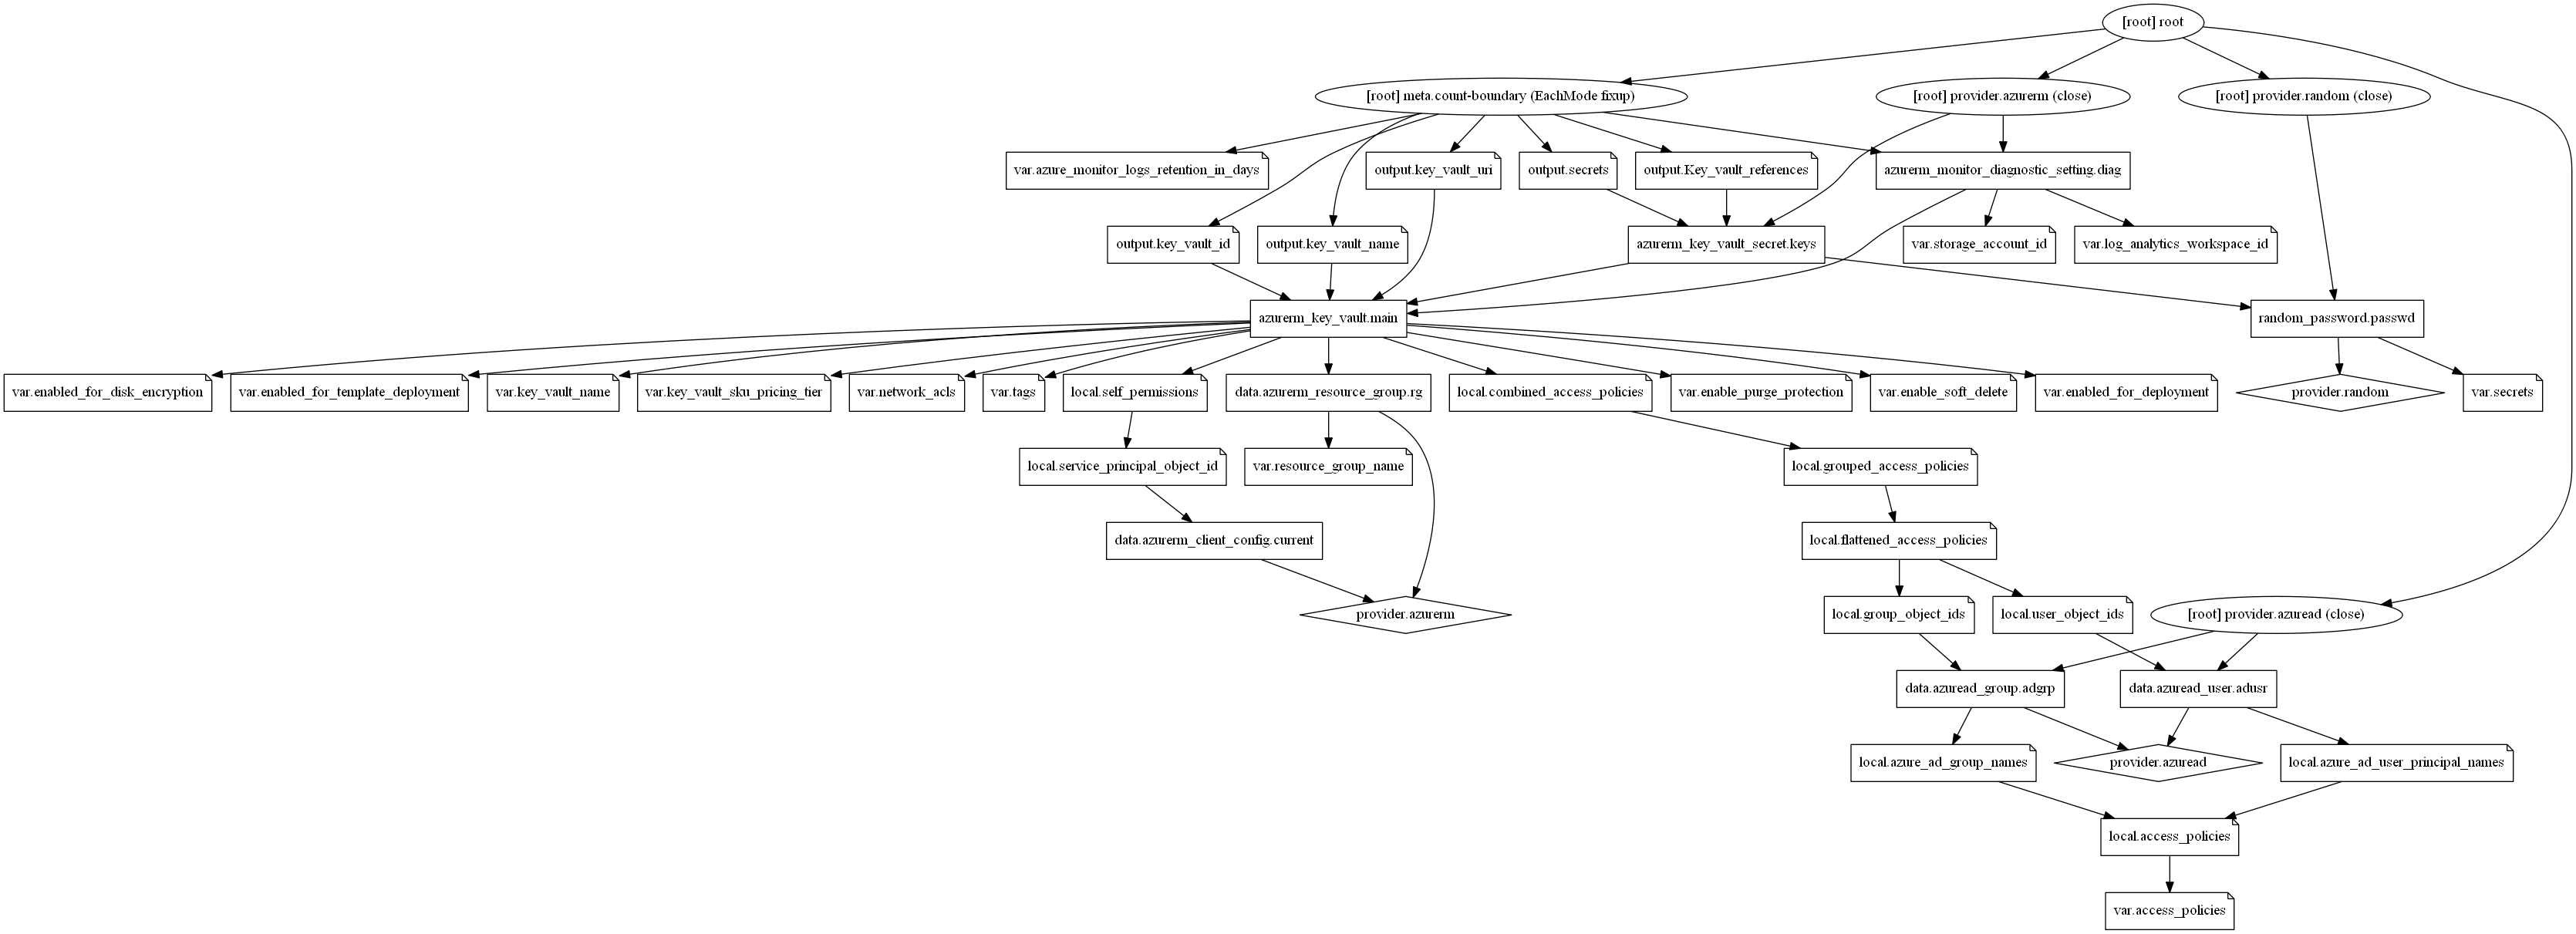 [root] root
[root] meta.count-boundary (EachMode fixup)
[root] provider.azurerm (close)
[root] provider.random (close)
var.azure_monitor_logs_retention_in_days
output.key_vault_uri
output.secrets
output.Key_vault_references
azurerm_monitor_diagnostic_setting.diag
output.key_vault_id
output.key_vault_name
azurerm_key_vault_secret.keys
var.storage_account_id
var.log_analytics_workspace_id
azurerm_key_vault.main
random_password.passwd
var.enabled_for_disk_encryption
var.enabled_for_template_deployment
var.key_vault_name
var.key_vault_sku_pricing_tier
var.network_acls
var.tags
local.self_permissions
data.azurerm_resource_group.rg
local.combined_access_policies
var.enable_purge_protection
var.enable_soft_delete
var.enabled_for_deployment
provider.random
var.secrets
local.service_principal_object_id
var.resource_group_name
local.grouped_access_policies
data.azurerm_client_config.current
local.flattened_access_policies
provider.azurerm
local.group_object_ids
local.user_object_ids
[root] provider.azuread (close)
data.azuread_group.adgrp
data.azuread_user.adusr
local.azure_ad_group_names
provider.azuread
local.azure_ad_user_principal_names
local.access_policies
var.access_policies